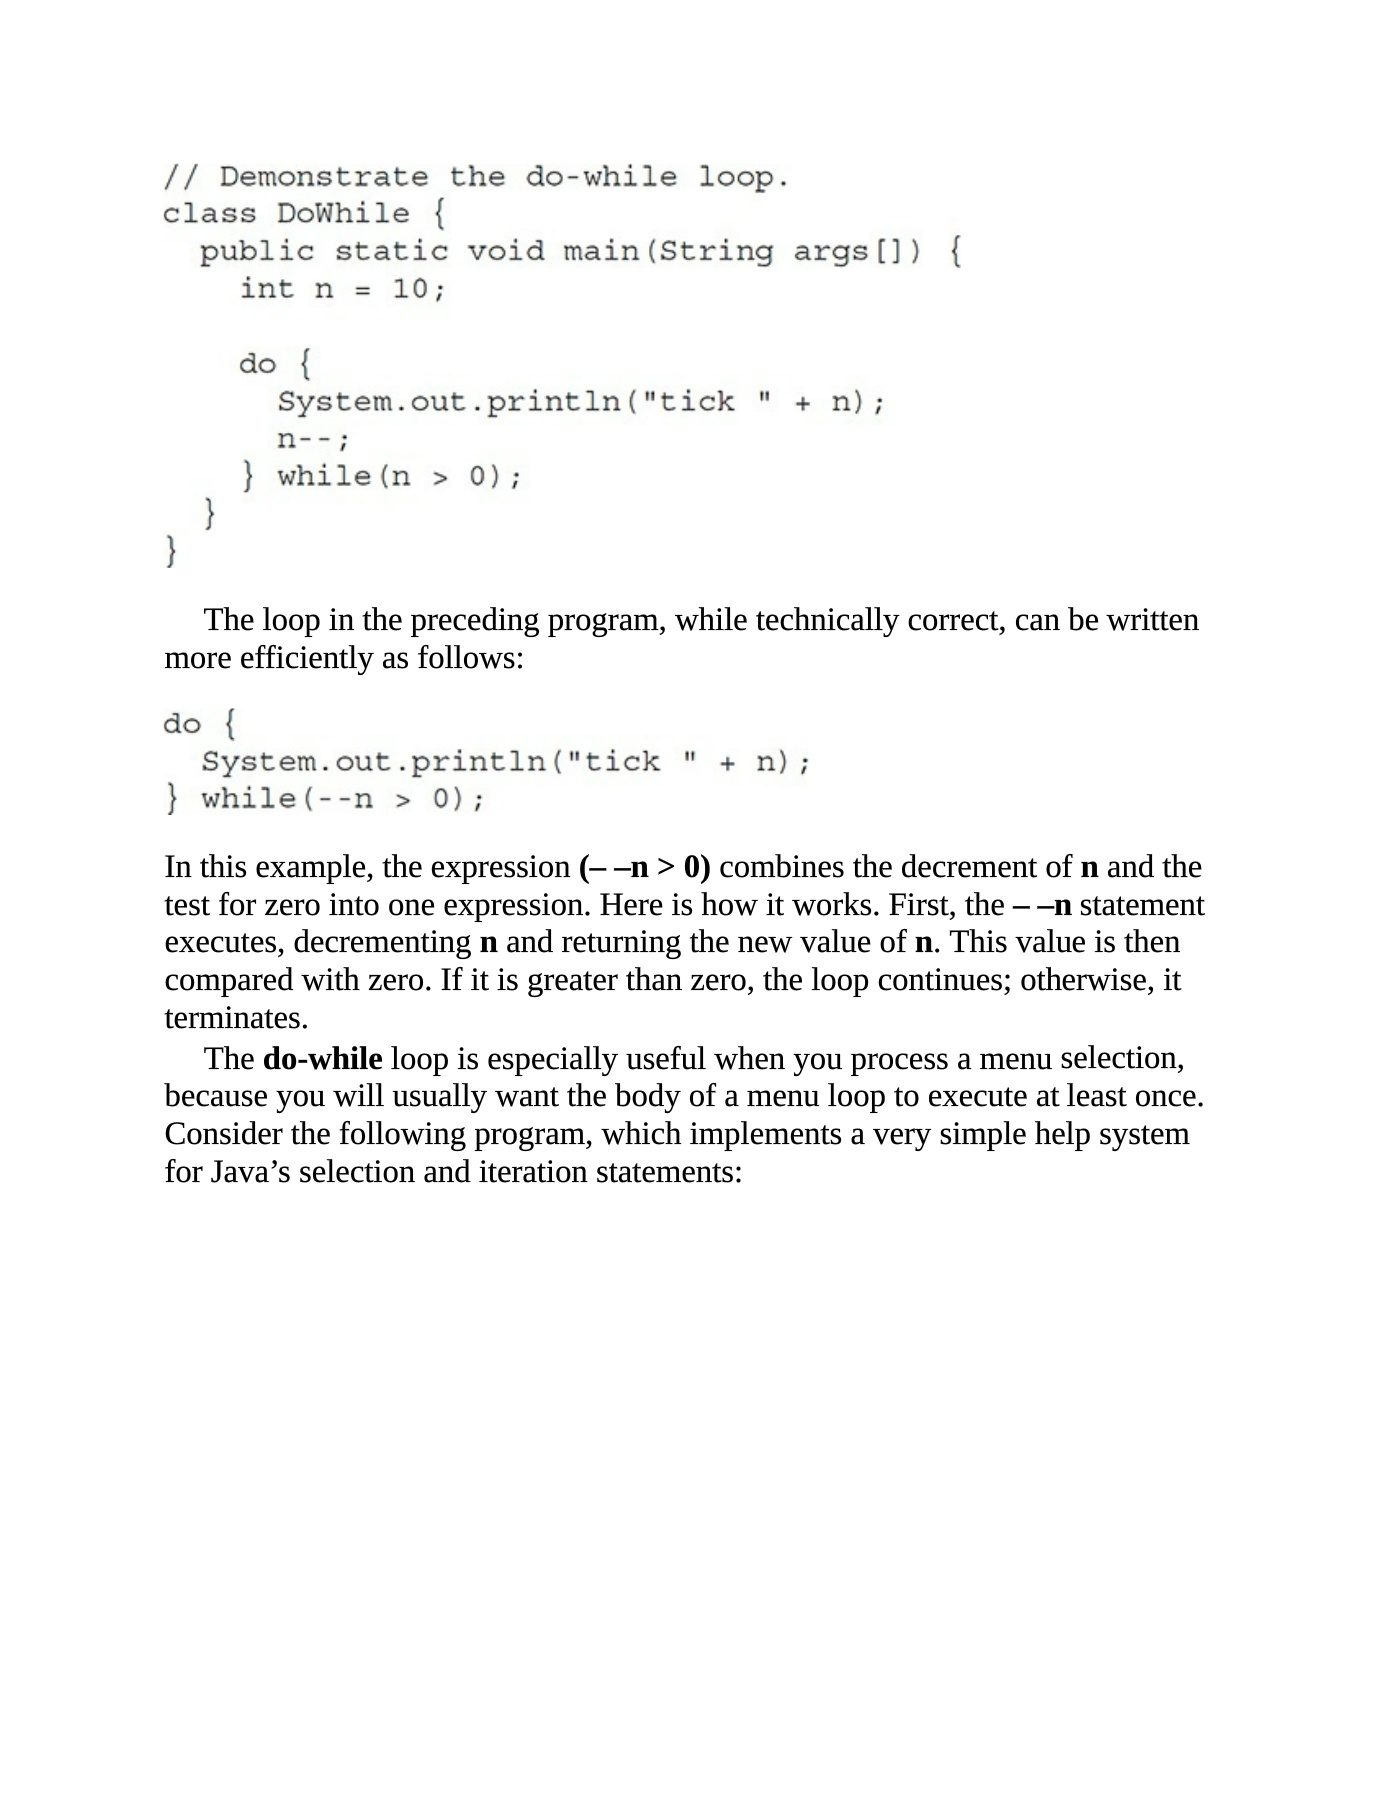 // Demonstrate the do-while loop.
class DoWhile {
  public static void main(String args[]) {
    int n = 10;

    do {
      System.out.println("tick " + n);
      n--;
    } while(n > 0);
  }
}
The loop in the preceding program, while technically correct, can be written
more efficiently as follows:
do {
  System.out.println("tick " + n);
} while(--n > 0);
In this example, the expression (– –n > 0) combines the decrement of n and the
test for zero into one expression. Here is how it works. First, the – –n statement
executes, decrementing n and returning the new value of n. This value is then
compared with zero. If it is greater than zero, the loop continues; otherwise, it
terminates.
The do-while loop is especially useful when you process a menu selection,
because you will usually want the body of a menu loop to execute at least once.
Consider the following program, which implements a very simple help system
for Java’s selection and iteration statements: